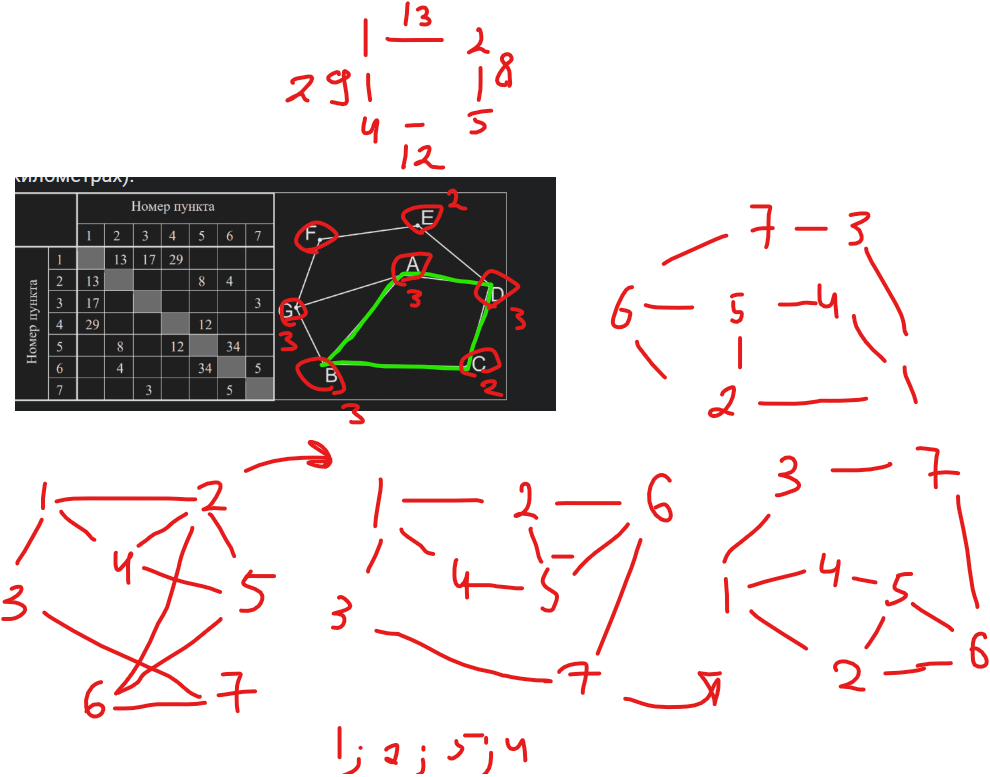 13
1 — 2
29 | | 8
4 — 5
12
километрах).
Номер пункта
1 2 3 4 5 6 7
Номер пункта
1 13 17 29
2 13 8 4
3 17 3
4 29 12
5 8 12 34
6 4 34 5
7 3 5
F E 2
A 3
G 3 D 3
B 3 C 2
7 — 3
6 — 5 — 4
2 — 1
1 2
4
3 5
6 7
1 — 2 — 6
4 — 5
3
7
3 — 7
1 — 4 — 5
2 — 6
1; 2; 5; 4